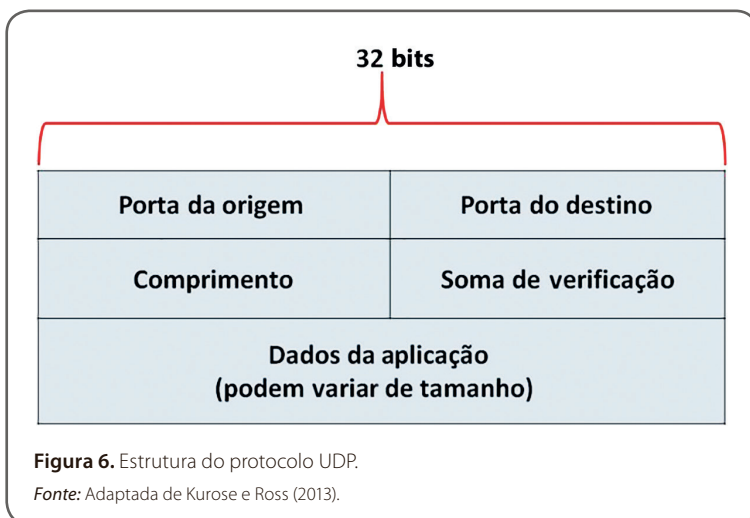 32 bits
Porta da origem
Porta do destino
Comprimento
Soma de verificação
Dados da aplicação
(podem variar de tamanho)
Figura 6. Estrutura do protocolo UDP.
Fonte: Adaptada de Kurose e Ross (2013).